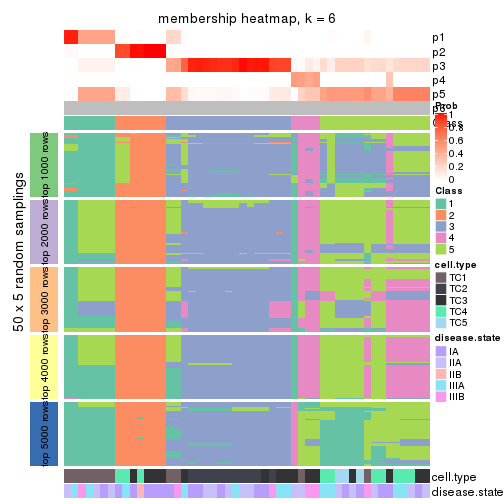 membership heatmap, k = 6
p1
p2
p3
p4
p5
p6
Class
50 x 5 random samplings
top 1000 rows
top 2000 rows
top 3000 rows
top 4000 rows
top 5000 rows
cell.type
disease.state
Prob
1
0.8
0.6
0.4
0.2
0
Class
1
2
3
4
5
cell.type
TC1
TC2
TC3
TC4
TC5
disease.state
IA
IIA
IIB
IIIA
IIIB